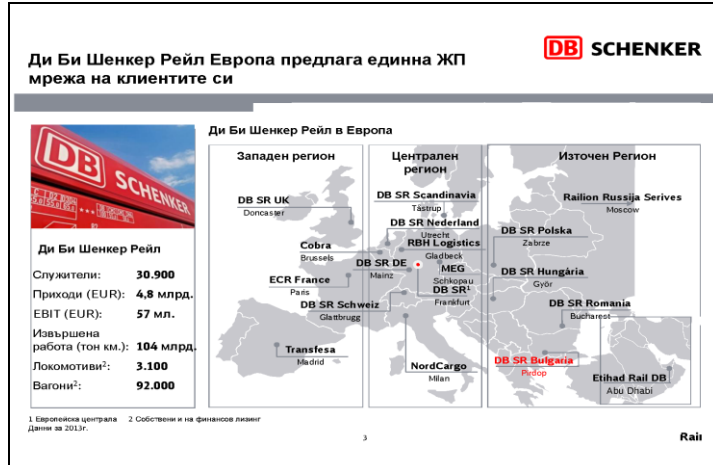 Ди Би Шенкер Рейл Европа предлага единна ЖП
мрежа на клиентите си
DB SCHENKER
DB SCHENKER
Ди Би Шенкер Рейл
Служители: 30.900
Приходи (EUR): 4,8 млрд.
EBIT (EUR): 57 мл.
Извършена
работа (тон км.): 104 млрд.
Локомотиви²: 3.100
Вагони²: 92.000
Ди Би Шенкер Рейл в Европа
Западен регион
Централен
регион
Източен Регион
DB SR UK
Doncaster
Cobra
Brussels
ECR France
Paris
DB SR Schweiz
Glattbrugg
Transfesa
Madrid
DB SR Scandinavia
Tástrup
DB SR Nederland
Utrecht
RBH Logistics
Gladbeck
DB SR DE
Mainz
MEG
Schkopau
DB SR¹
Frankfurt
NordCargo
Milan
Railion Russija Serives
Moscow
DB SR Polska
Zabrze
DB SR Hungária
Győr
DB SR Romania
Bucharest
DB SR Bulgaria
Pirdop
Etihad Rail DB
Abu Dhabi
1 Европейска централа 2 Собствени и на финансов лизинг
Данни за 2013г.
3